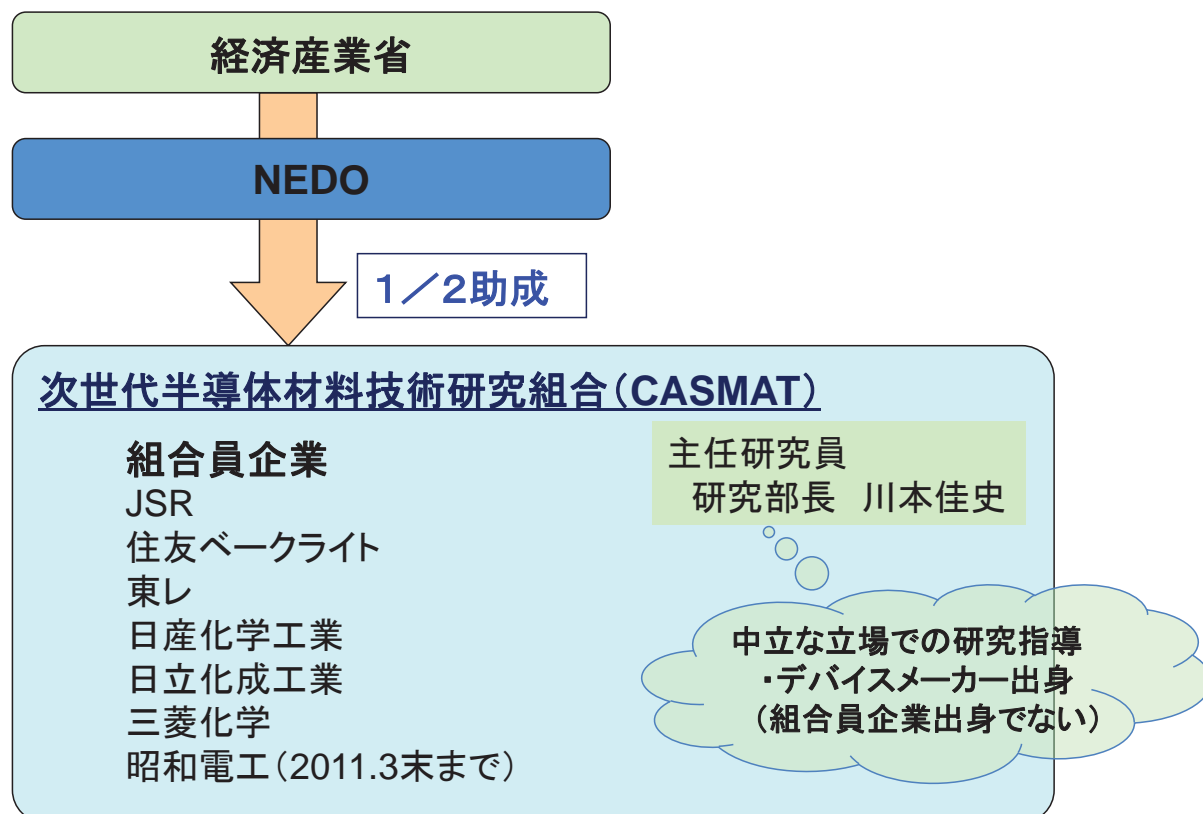 経済産業省
NEDO
１／２助成
次世代半導体材料技術研究組合（CASMAT）
組合員企業
JSR
住友ベークライト
東レ
日産化学工業
日立化成工業
三菱化学
昭和電工（2011.3末まで）
主任研究員
研究部長　川本佳史
中立な立場での研究指導
・デバイスメーカー出身
（組合員企業出身でない）